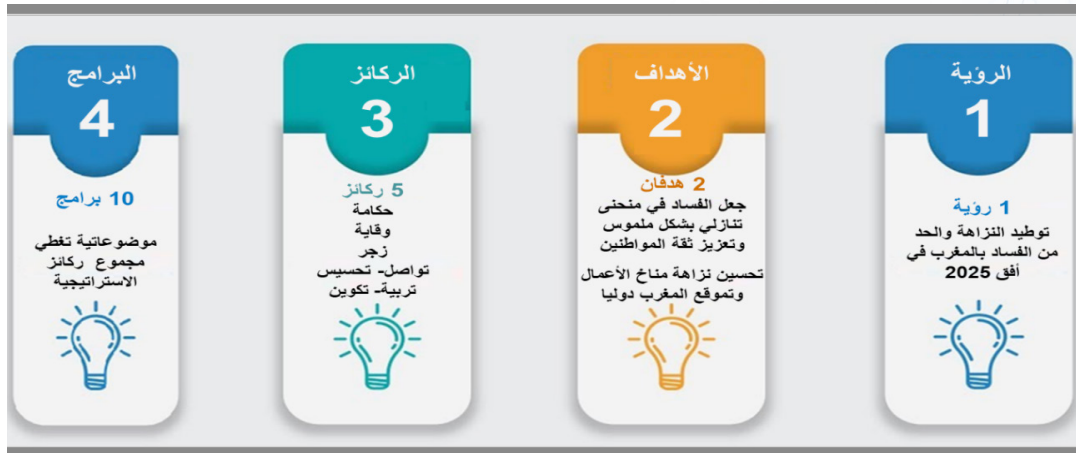 الرؤية
1
1 رؤية
توطيد النزاهة والحد
من الفساد بالمغرب في
أفق 2025
الأهداف
2
2 هدفان
جعل الفساد في منحنى
تنازلي بشكل ملموس
وتعزيز ثقة المواطنين
تحسين نزاهة مناخ الأعمال
وتموقع المغرب دوليا
الركائز
3
5 ركائز
حكامة
وقاية
زجر
تواصل- تحسيس
تربية- تكوين
البرامج
4
10 برامج
موضوعاتية تغطي
مجموع ركائز
الاستراتيجية